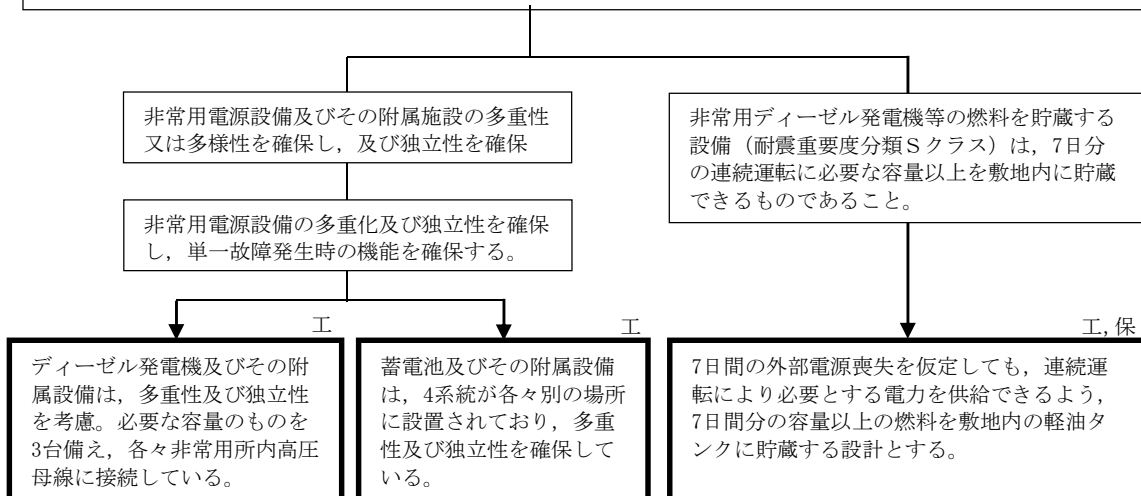 非常用電源設備及びその附属施設の多重性
又は多様性を確保し，及び独立性を確保
非常用ディーゼル発電機等の燃料を貯蔵する
設備（耐震重要度分類Ｓクラス）は，7日分
の連続運転に必要な容量以上を敷地内に貯蔵
できるものであること。
非常用電源設備の多重化及び独立性を確保
し，単一故障発生時の機能を確保する。
工
ディーゼル発電機及びその附
属設備は，多重性及び独立性
を考慮。必要な容量のものを
3台備え，各々非常用所内高圧
母線に接続している。
工
蓄電池及びその附属設備
は，4系統が各々別の場所
に設置されており，多重
性及び独立性を確保して
いる。
工,保
7日間の外部電源喪失を仮定しても，連続運
転により必要とする電力を供給できるよう，
7日間分の容量以上の燃料を敷地内の軽油タ
ンクに貯蔵する設計とする。